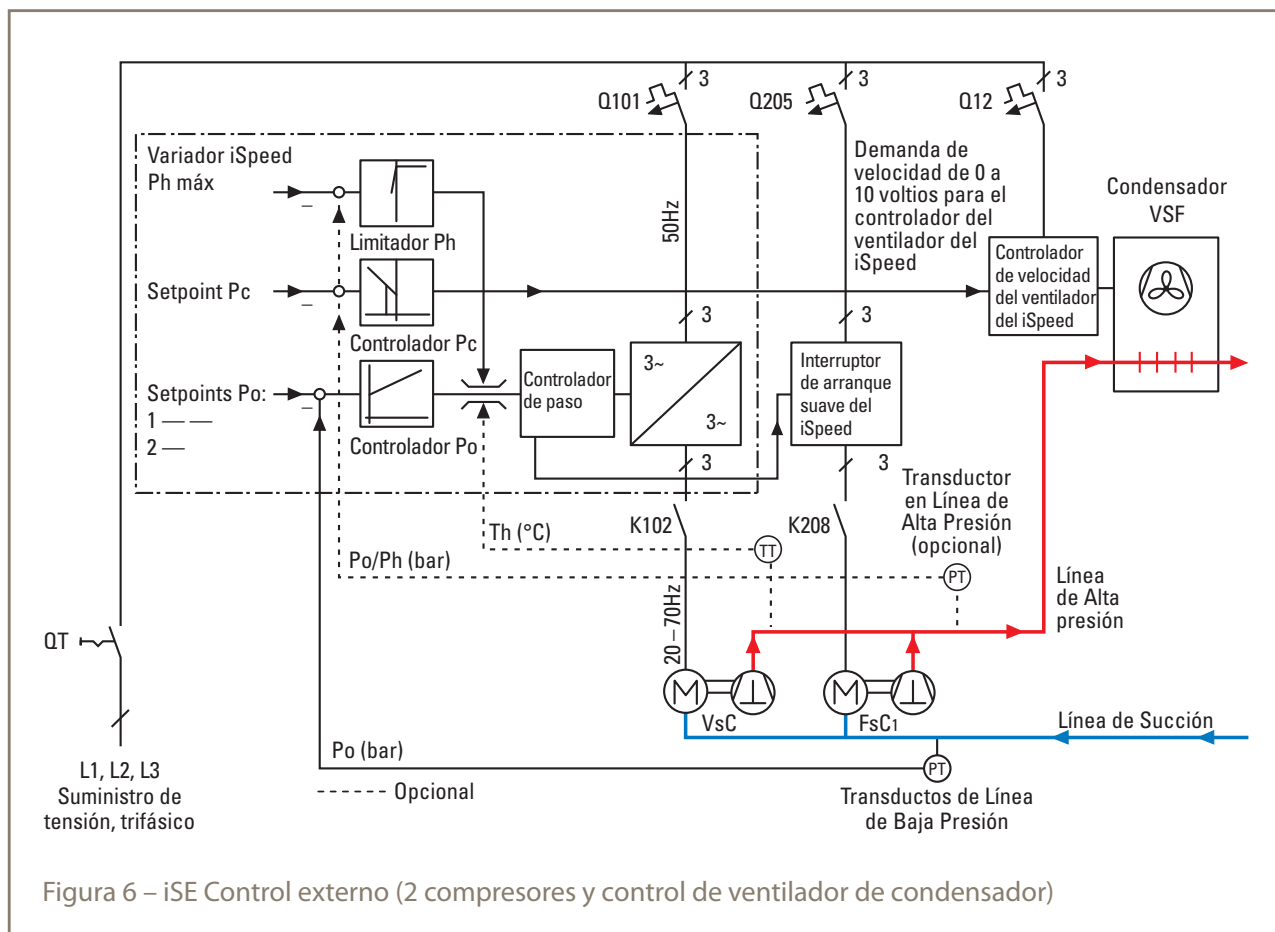 3
3
3
Q101
Q205
Q12
Variador iSpeed
Ph máx
–
Limitador Ph
50Hz
Demanda de
velocidad de 0 a
10 voltios para el
controlador del
ventilador del
iSpeed
Condensador
VSF
Controlador
de velocidad
del ventilador
del iSpeed
Setpoint Pc
–
Controlador Pc
3
3
Setpoints Po:
1 — —
2 —
–
Controlador Po
Controlador
de paso
3~
3~
Interruptor
de arranque
suave del
iSpeed
3
3
Transductor
en Línea de
Alta Presión
(opcional)
K102
K208
Th (°C)
TT
Po/Ph (bar)
PT
20 – 70Hz
Línea
de Alta
presión
QT
M
M
VsC
FsC1
Línea de Succión
Po (bar)
PT
L1, L2, L3
Suministro de
tensión, trifásico
------ Opcional
Transductos de Línea
de Baja Presión
Figura 6 – iSE Control externo (2 compresores y control de ventilador de condensador)